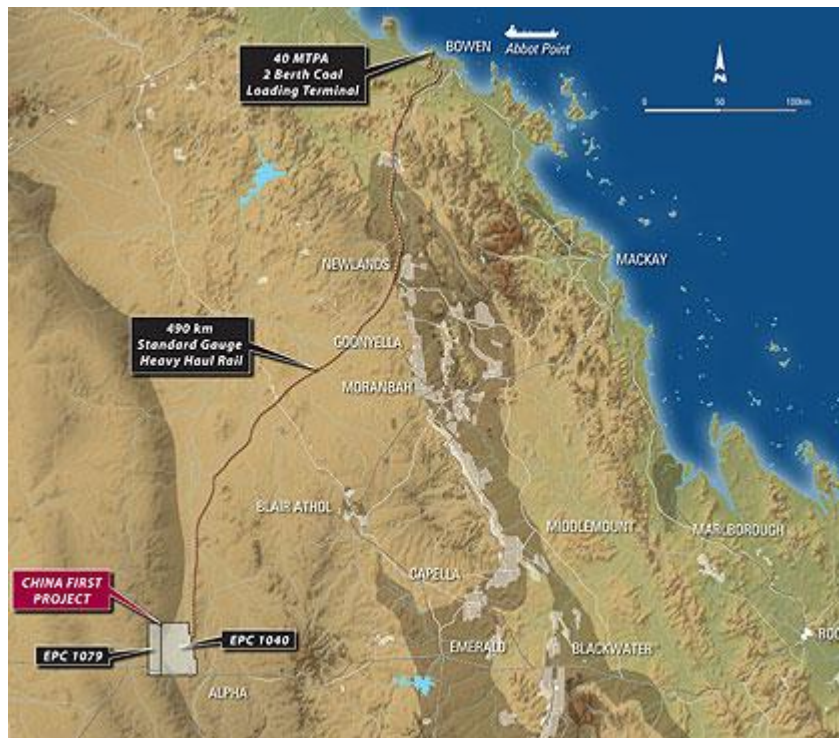 40 MTPA
2 Berth Coal
Loading Terminal
BOWEN
Abbot Point
N
0 50 100km
NEWLANDS
MACKAY
490 km
Standard Gauge
Heavy Haul Rail
GOONYELLA
MORANBAH
BLAIR ATHOL
MIDDLEMOUNT
MARLBOROUGH
CAPELLA
CHINA FIRST
PROJECT
EPC 1079
EPC 1040
EMERALD
BLACKWATER
ROC
ALPHA